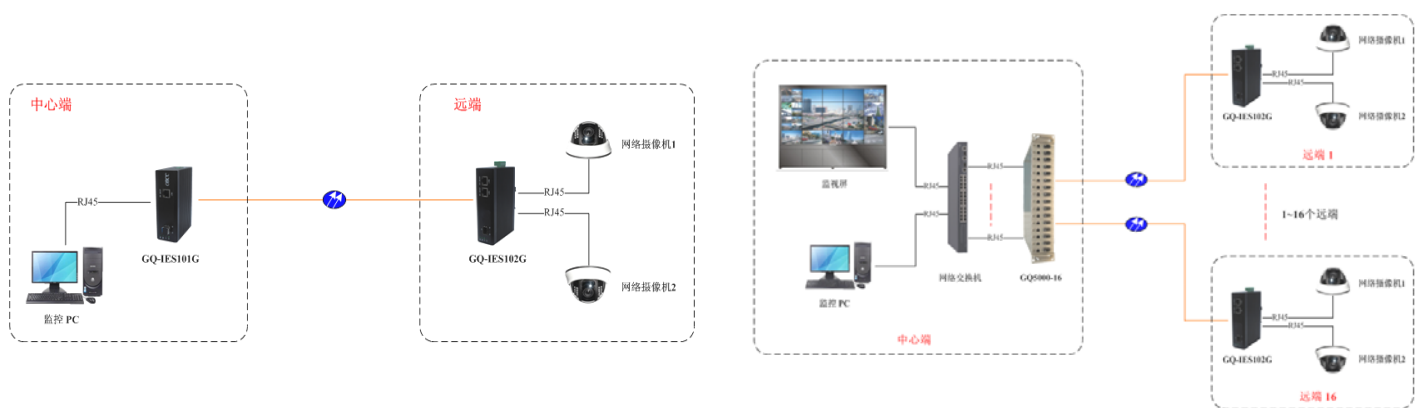 中心端
RJ45
GQ-IES101G
监控 PC
远端
网络摄像机1
RJ45
RJ45
GQ-IES102G
网络摄像机2
监视屏
RJ45
RJ45
监控 PC
网络交换机
RJ45
RJ45
GQ5000-16
中心端
网络摄像机1
RJ45
RJ45
GQ-IES102G
网络摄像机2
远端 1
1~16个远端
网络摄像机1
RJ45
RJ45
GQ-IES102G
网络摄像机2
远端 16